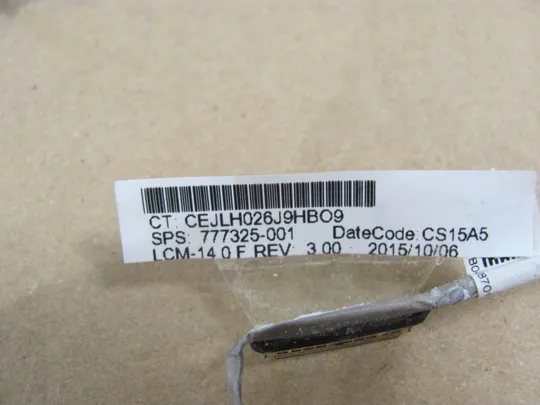 CT: CEJLH026J9HBO9
SPS: 777325-001 DateCode:CS15A5
LCM-14.0 F REV: 3.00 2015/10/06